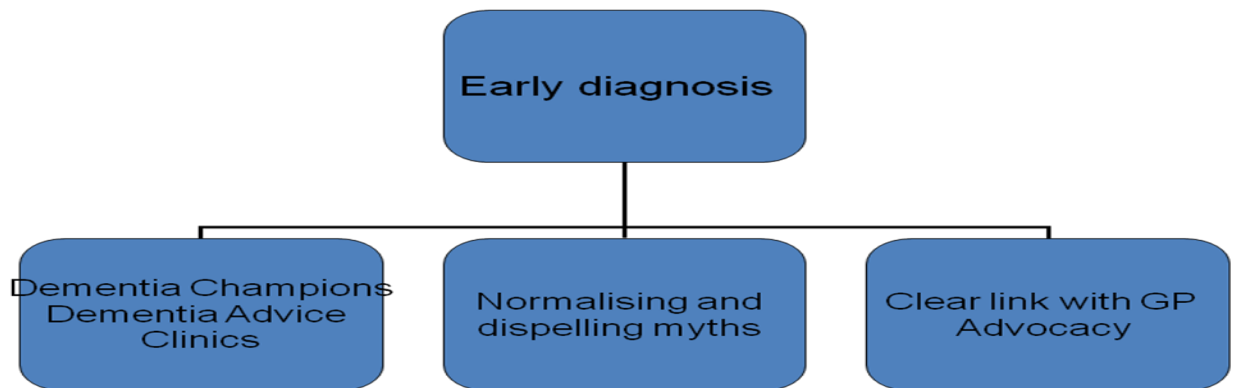 Early diagnosis
Dementia Champions
Dementia Advice
Clinics
Normalising and
dispelling myths
Clear link with GP
Advocacy